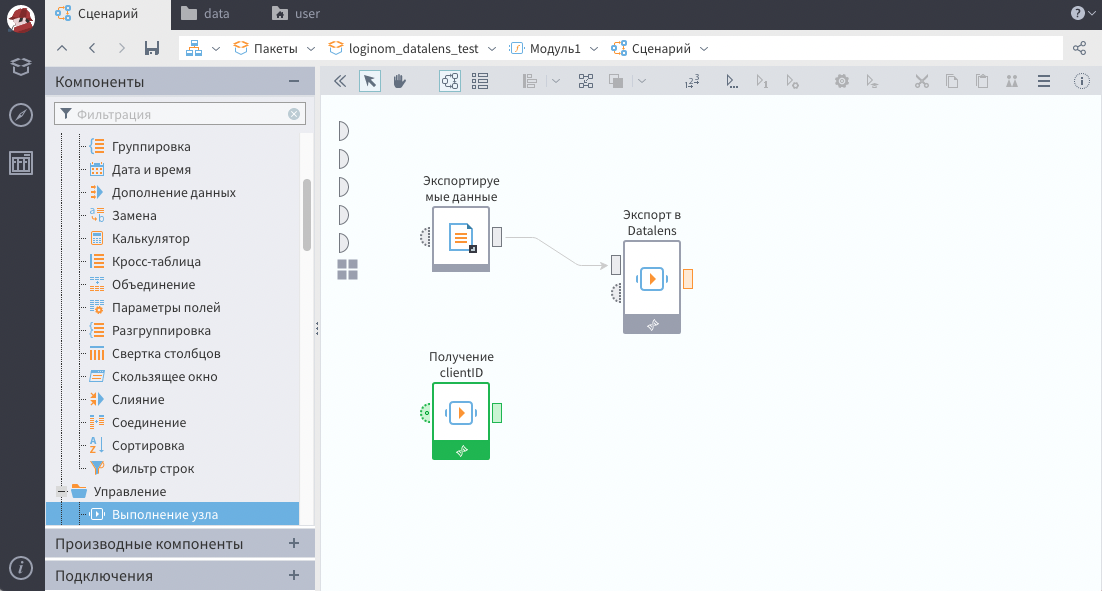 Сценарий
data
user
?
Пакеты
loginom_datalens_test
Модуль1
Сценарий
Компоненты
Фильтрация
Группировка
Дата и время
Дополнение данных
Замена
Калькулятор
Кросс-таблица
Объединение
Параметры полей
Разгруппировка
Свертка столбцов
Скользящее окно
Слияние
Соединение
Сортировка
Фильтр строк
Управление
Выполнение узла
Производные компоненты
Подключения
Экспортируе
мые данные
Экспорт в
Datalens
Получение
clientID